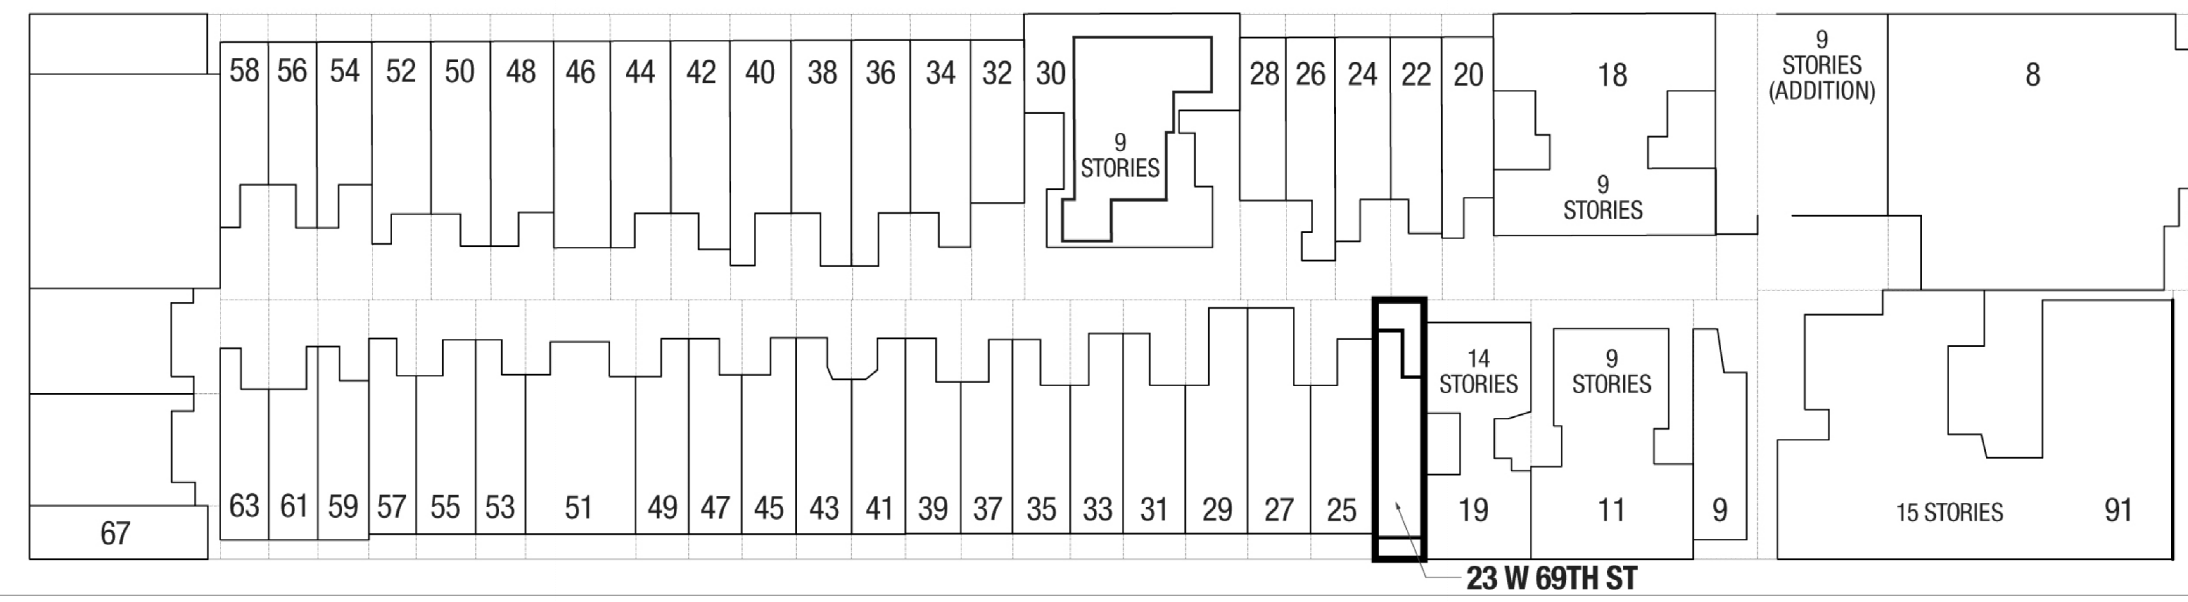 58 56 54 52 50 48 46 44 42 40 38 36 34 32 30 28 26 24 22 20 18 8
9
STORIES
(ADDITION)
9
STORIES
9
STORIES
14
STORIES
9
STORIES
67 63 61 59 57 55 53 51 49 47 45 43 41 39 37 35 33 31 29 27 25 19 11 9 15 STORIES 91
23 W 69TH ST